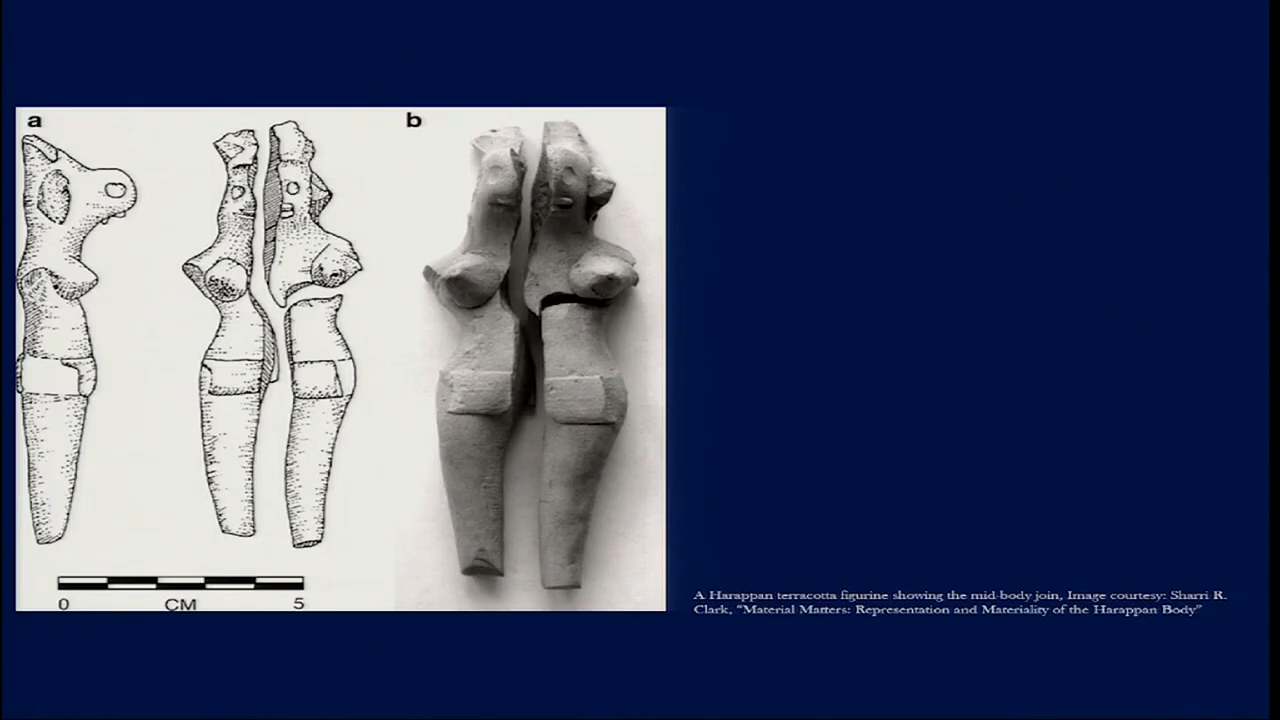 a
b
0 CM 5
A Harappan terracotta figurine showing the mid-body join, Image courtesy: Sharri R.
Clark, “Material Matters: Representation and Materiality of the Harappan Body”